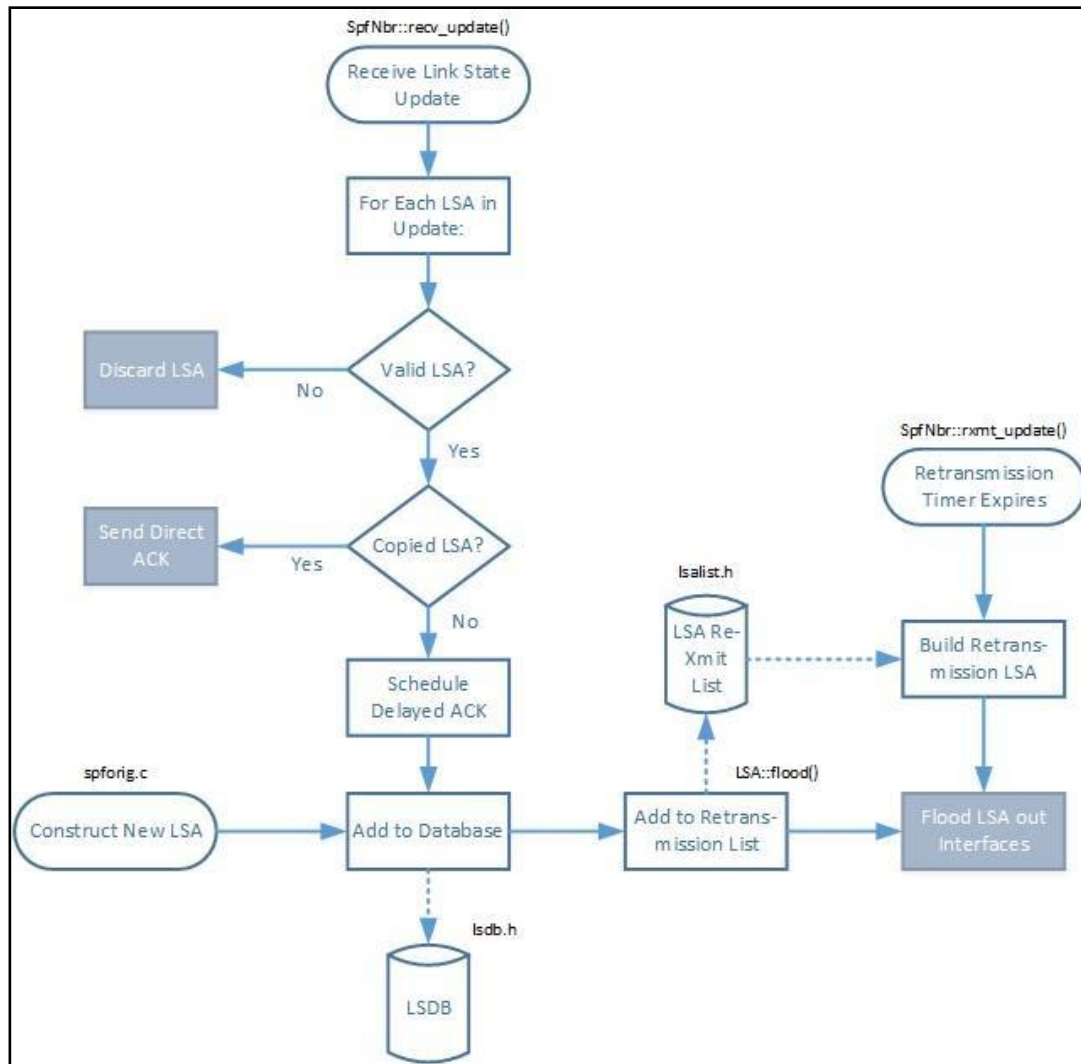 SpfNbr::recv_update()
Receive Link State
Update
For Each LSA in
Update:
Valid LSA?
No
Discard LSA
Yes
Copied LSA?
Yes
Send Direct
ACK
No
Schedule
Delayed ACK
spforig.c
Construct New LSA
Add to Database
lsdb.h
LSDB
LSA::flood()
Add to Retrans-
mission List
lsalist.h
LSA Re-
Xmit
List
SpfNbr::rxmt_update()
Retransmission
Timer Expires
Build Retrans-
mission LSA
Flood LSA out
Interfaces